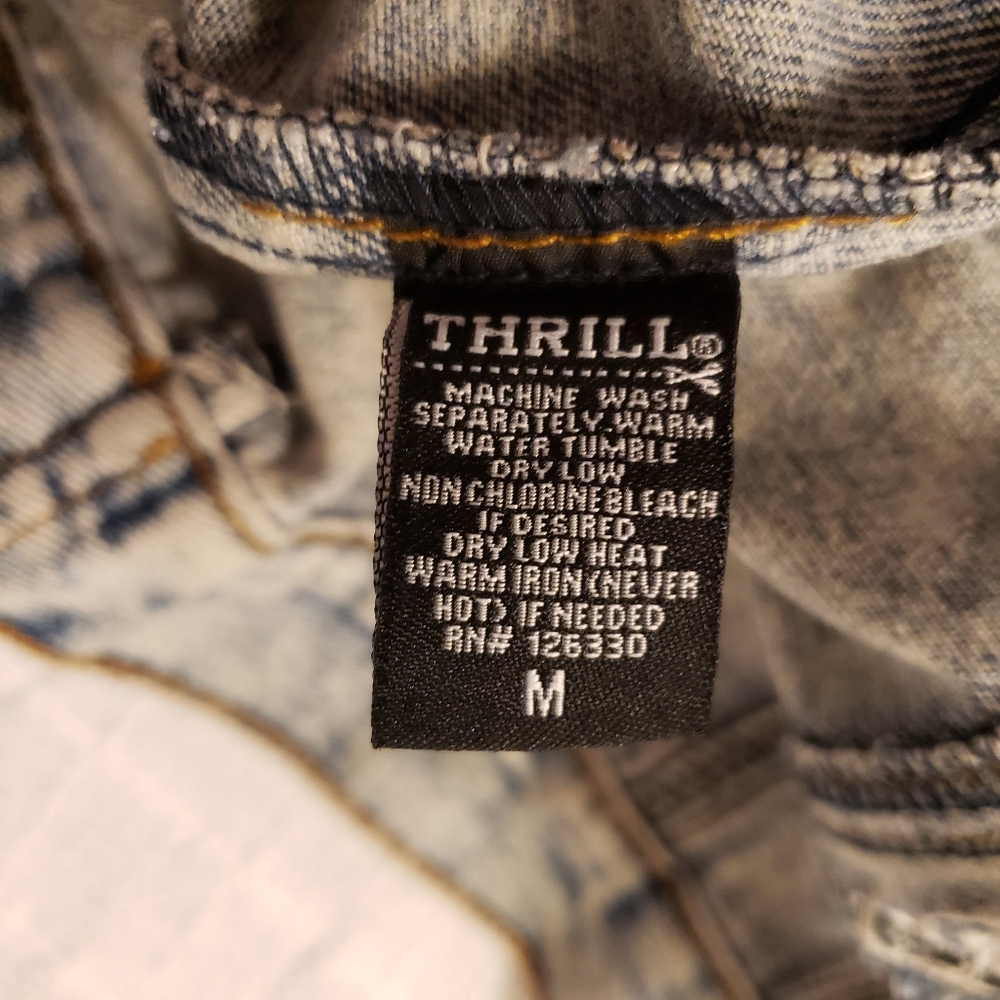 THRILL®
MACHINE WASH
SEPARATELY.WARM
WATER TUMBLE
DRY LOW
NON CHLORINE BLEACH
IF DESIRED
DRY LOW HEAT
WARM IRON (NEVER
HOT) IF NEEDED
RN# 126330
M